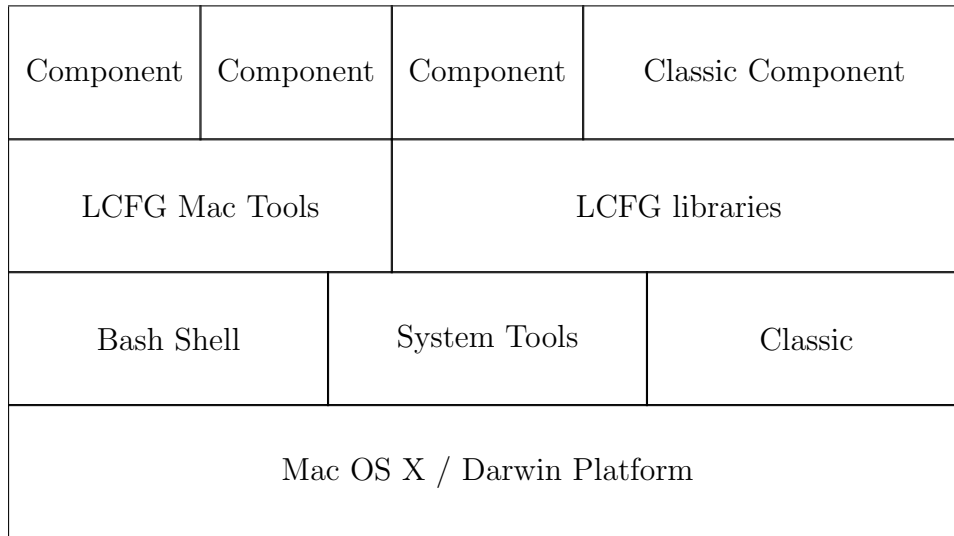 Component
Component
Component
Classic Component
LCFG Mac Tools
LCFG libraries
Bash Shell
System Tools
Classic
Mac OS X / Darwin Platform